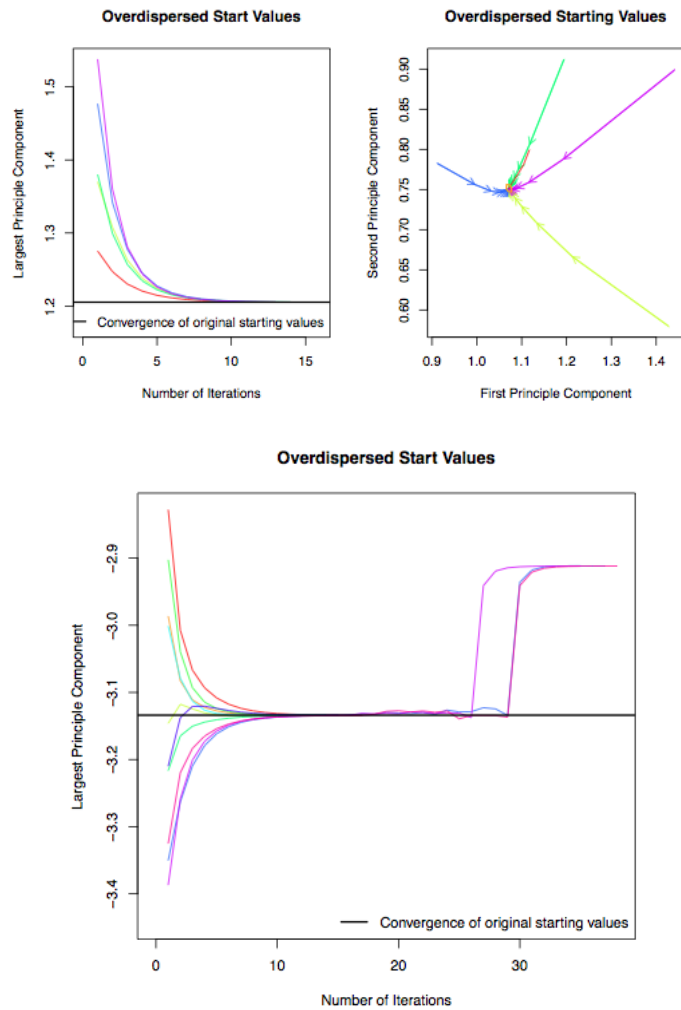 Overdispersed Start Values
Largest Principle Component
1.5
1.4
1.3
1.2
Convergence of original starting values
0 5 10 15
Number of Iterations
Overdispersed Starting Values
Second Principle Component
0.90
0.85
0.80
0.75
0.70
0.65
0.60
0.9 1.0 1.1 1.2 1.3 1.4
First Principle Component
Overdispersed Start Values
Largest Principle Component
-2.9
-3.0
-3.1
-3.2
-3.3
-3.4
Convergence of original starting values
0 10 20 30
Number of Iterations